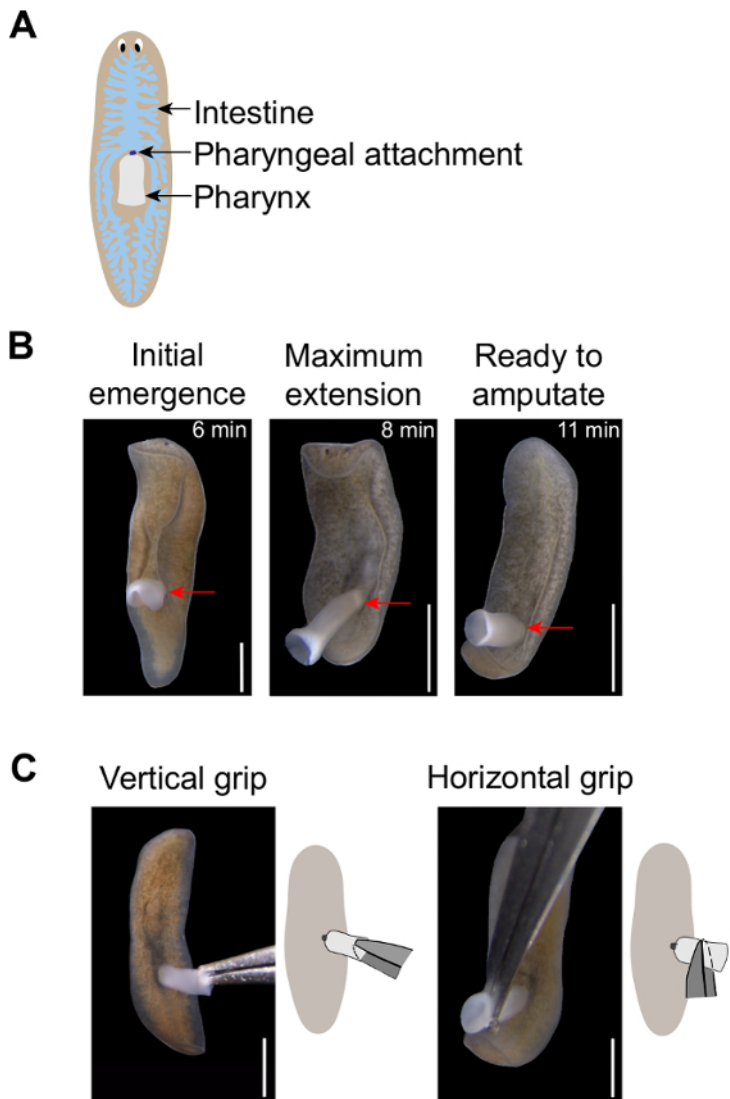 A
Intestine
Pharyngeal attachment
Pharynx
B
Initial
emergence
Maximum
extension
Ready to
amputate
6 min
8 min
11 min
C
Vertical grip
Horizontal grip